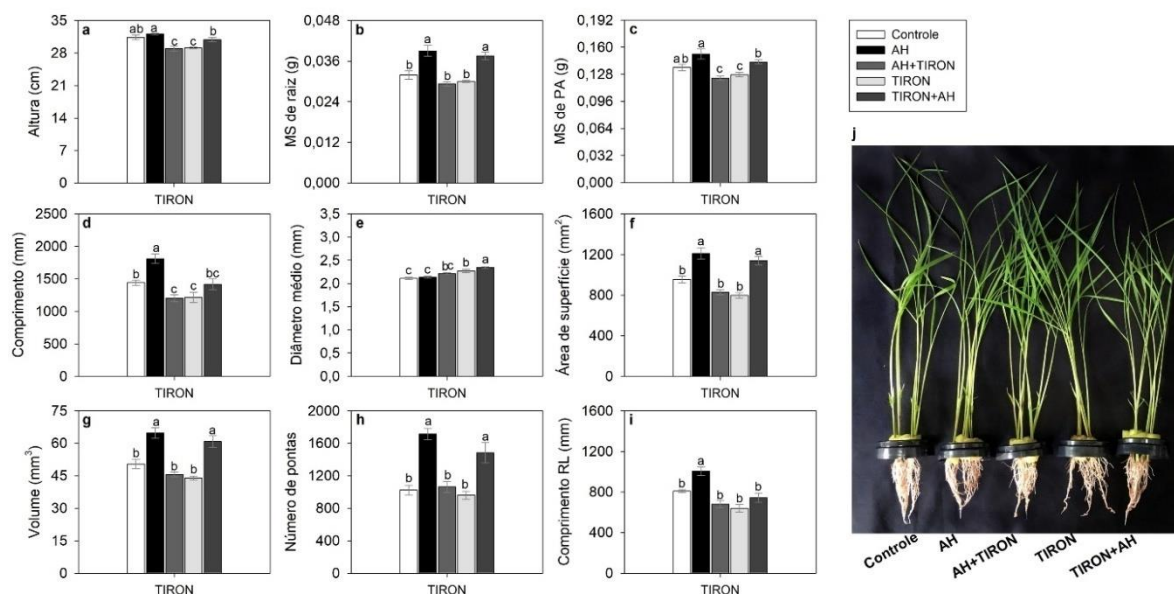 a
Altura (cm)
35
28
21
14
7
0
ab
a
c
c
b
TIRON
b
MS de raiz (g)
0,048
0,036
0,024
0,012
0,000
b
a
b
b
a
TIRON
c
MS de PA (g)
0,192
0,160
0,128
0,096
0,064
0,032
0,000
ab
a
c
c
b
TIRON
Controle
AH
AH+TIRON
TIRON
TIRON+AH
d
Comprimento (mm)
2500
2000
1500
1000
500
0
b
a
c
c
bc
TIRON
e
Diâmetro médio (mm)
3,5
3,0
2,5
2,0
1,5
1,0
0,0
c
c
bc
b
a
TIRON
f
Área de superfície (mm²)
1600
1200
800
400
0
b
a
b
b
a
TIRON
g
Volume (mm³)
75
60
45
30
15
0
b
a
b
b
a
TIRON
h
Número de pontas
2000
1600
1200
800
400
0
b
a
b
b
a
TIRON
i
Comprimento RL (mm)
1600
1200
800
400
0
b
a
b
b
b
TIRON
j
Controle
AH
AH+TIRON
TIRON
TIRON+AH